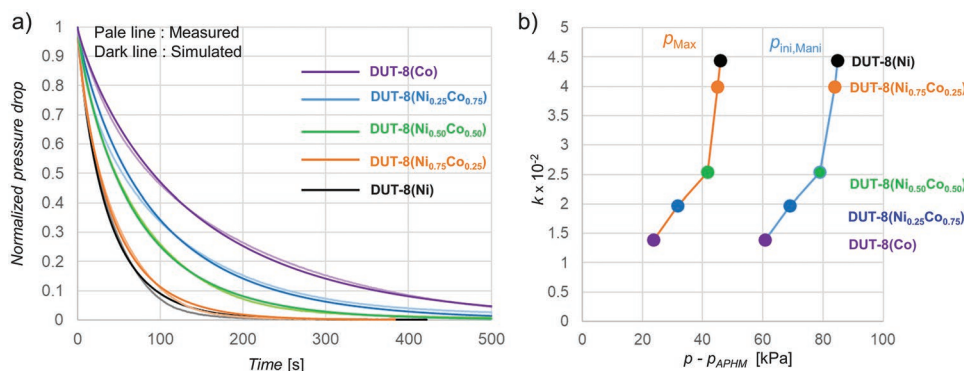 a)
Pale line : Measured
Dark line : Simulated
DUT-8(Co)
DUT-8(Ni0.25Co0.75)
DUT-8(Ni0.50Co0.50)
DUT-8(Ni0.75Co0.25)
DUT-8(Ni)
Normalized pressure drop
1
0.9
0.8
0.7
0.6
0.5
0.4
0.3
0.2
0.1
0
0 100 200 300 400 500
Time [s]
b)
pMax
pini,Mani
DUT-8(Ni)
DUT-8(Ni0.75Co0.25)
DUT-8(Ni0.50Co0.50)
DUT-8(Ni0.25Co0.75)
DUT-8(Co)
k x 10-2
5
4.5
4
3.5
3
2.5
2
1.5
1
0.5
0
0 20 40 60 80 100
p - pAPHM [kPa]